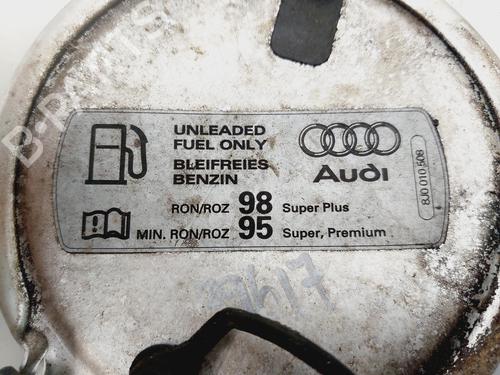 UNLEADED
FUEL ONLY
BLEIFREIES
BENZIN
Audi
8J0 010 508
RON/ROZ 98 Super Plus
MIN. RON/ROZ 95 Super, Premium